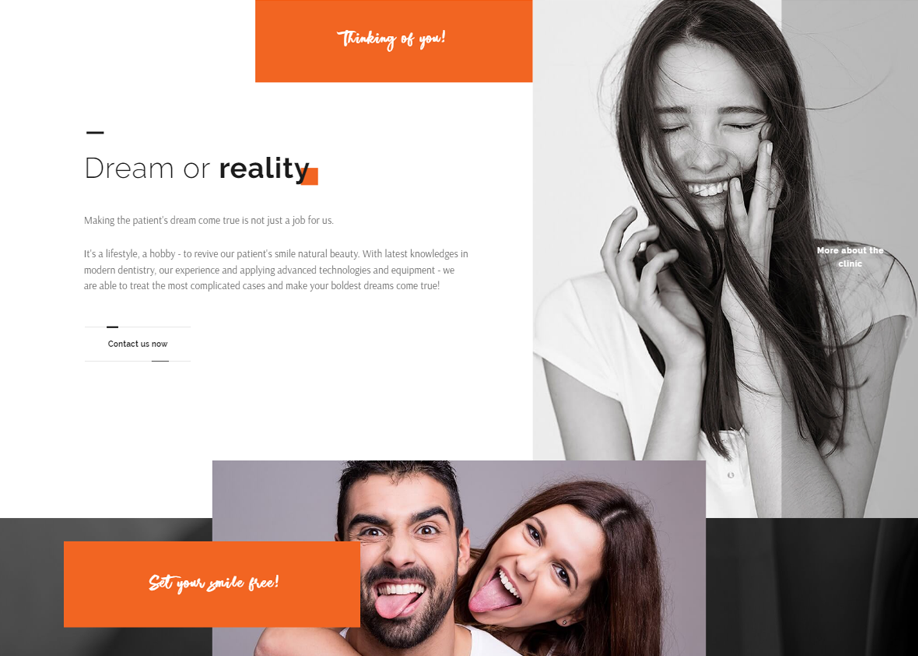 Thinking of you!
Dream or reality
Making the patient's dream come true is not just a job for us.
It's a lifestyle, a hobby - to revive our patient's smile natural beauty. With latest knowledges in
modern dentistry, our experience and applying advanced technologies and equipment - we
are able to treat the most complicated cases and make your boldest dreams come true!
More about the
clinic
Contact us now
Set your smile free!